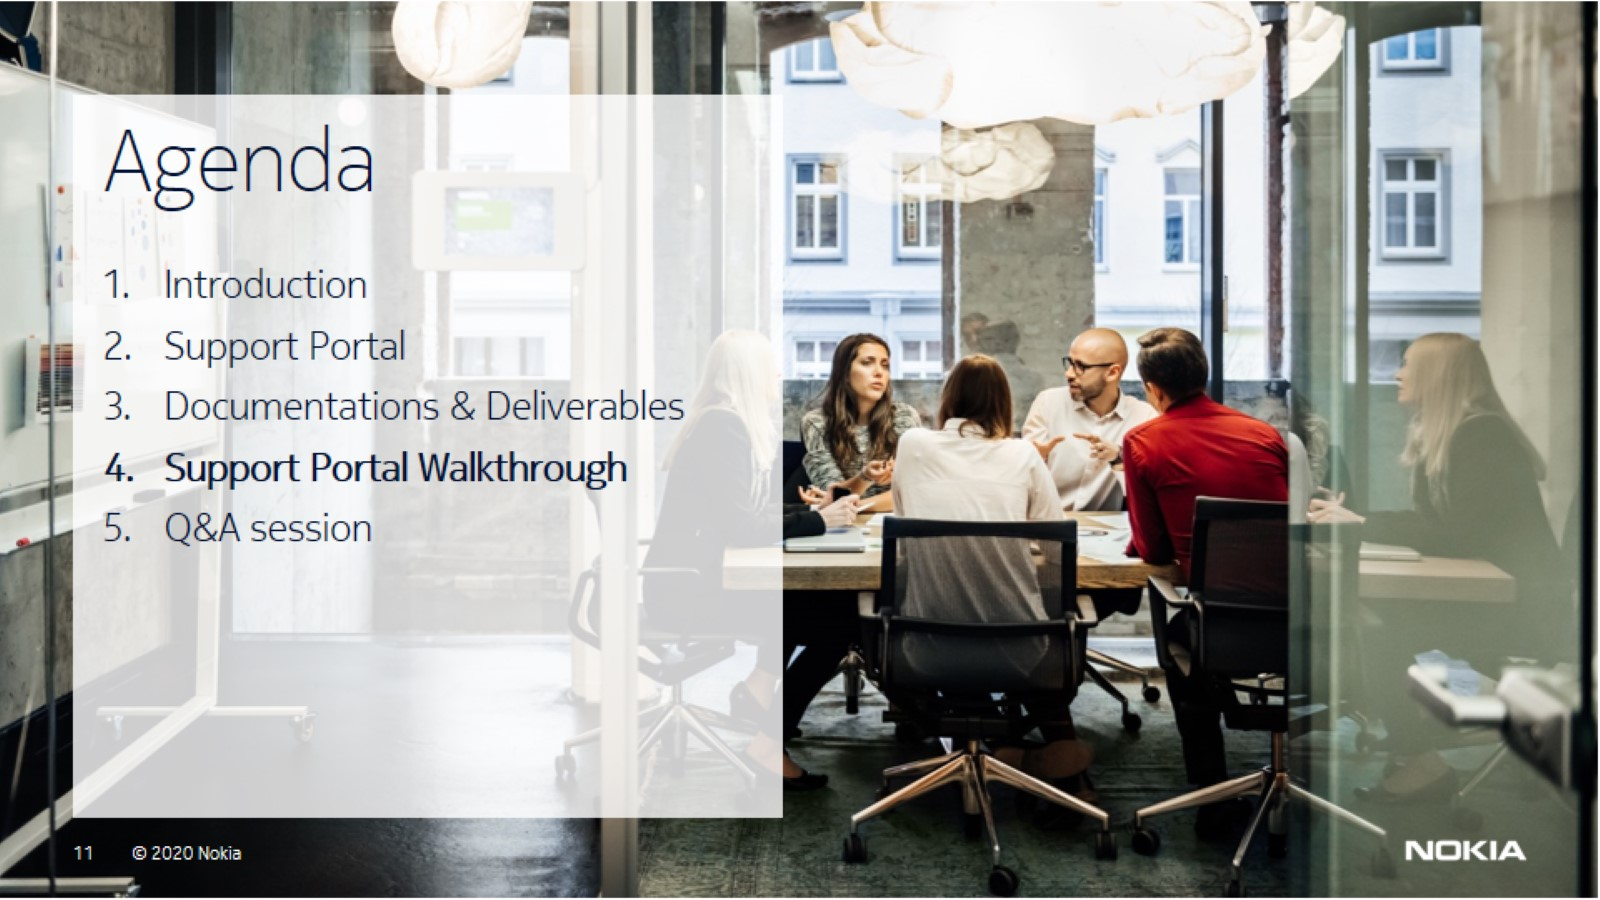 Agenda
1. Introduction
2. Support Portal
3. Documentations & Deliverables
4. Support Portal Walkthrough
5. Q&A session
11 © 2020 Nokia
NOKIA